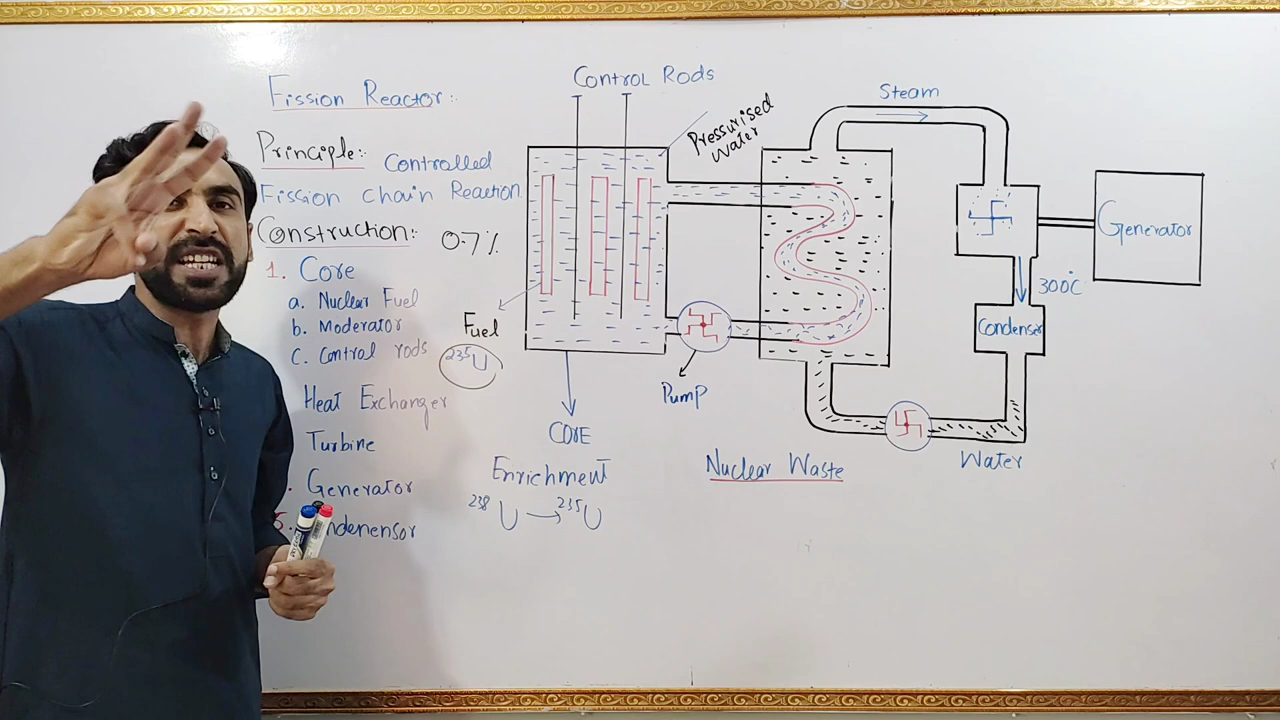 Fission Reactor:-
Principle:- Controlled
Fission Chain Reaction
Construction:-
0.7%
1. Core
a. Nuclear Fuel
b. Moderator
c. Control rods
Heat Exchanger
Turbine
. Generator
5. ndenensor
Control Rods
Pressurised
Water
Fuel
235U
CORE
Enrichment
238U → 235U
Pump
Steam
Generator
300°C
Condenser
Water
Nuclear Waste